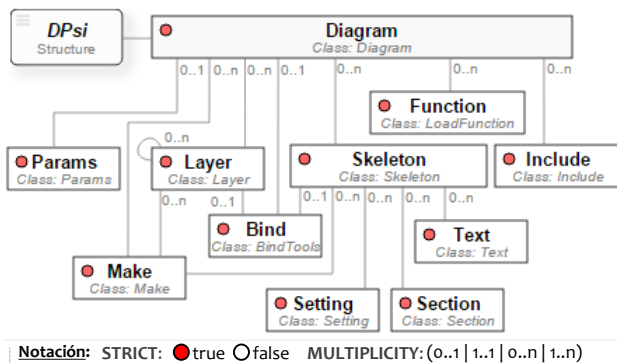 DPsi
Structure
Diagram
Class: Diagram
0..1 0..n 0..n 0..1 0..n 0..n 0..n
Function
Class: LoadFunction
0..n
Params
Class: Params
Layer
Class: Layer
Skeleton
Class: Skeleton
Include
Class: Include
0..n 0..1 0..1 0..n 0..n 0..n 0..n
Bind
Class: BindTools
Text
Class: Text
Make
Class: Make
Setting
Class: Setting
Section
Class: Section
Notación: STRICT: true false MULTIPLICITY: (0..1 | 1..1 | 0..n | 1..n)